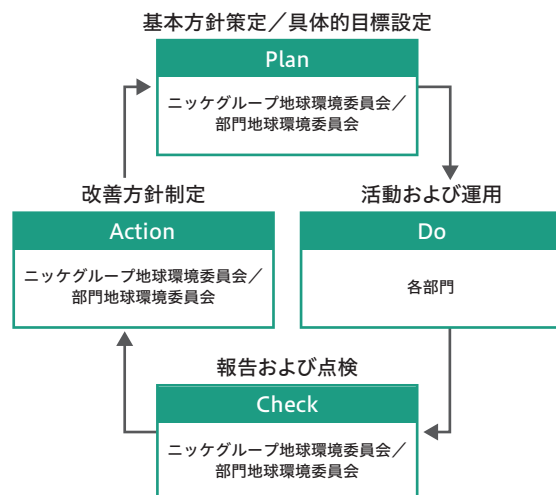 基本方針策定／具体的目標設定
Plan
ニッケグループ地球環境委員会／
部門地球環境委員会
改善方針制定
Action
ニッケグループ地球環境委員会／
部門地球環境委員会
活動および運用
Do
各部門
報告および点検
Check
ニッケグループ地球環境委員会／
部門地球環境委員会